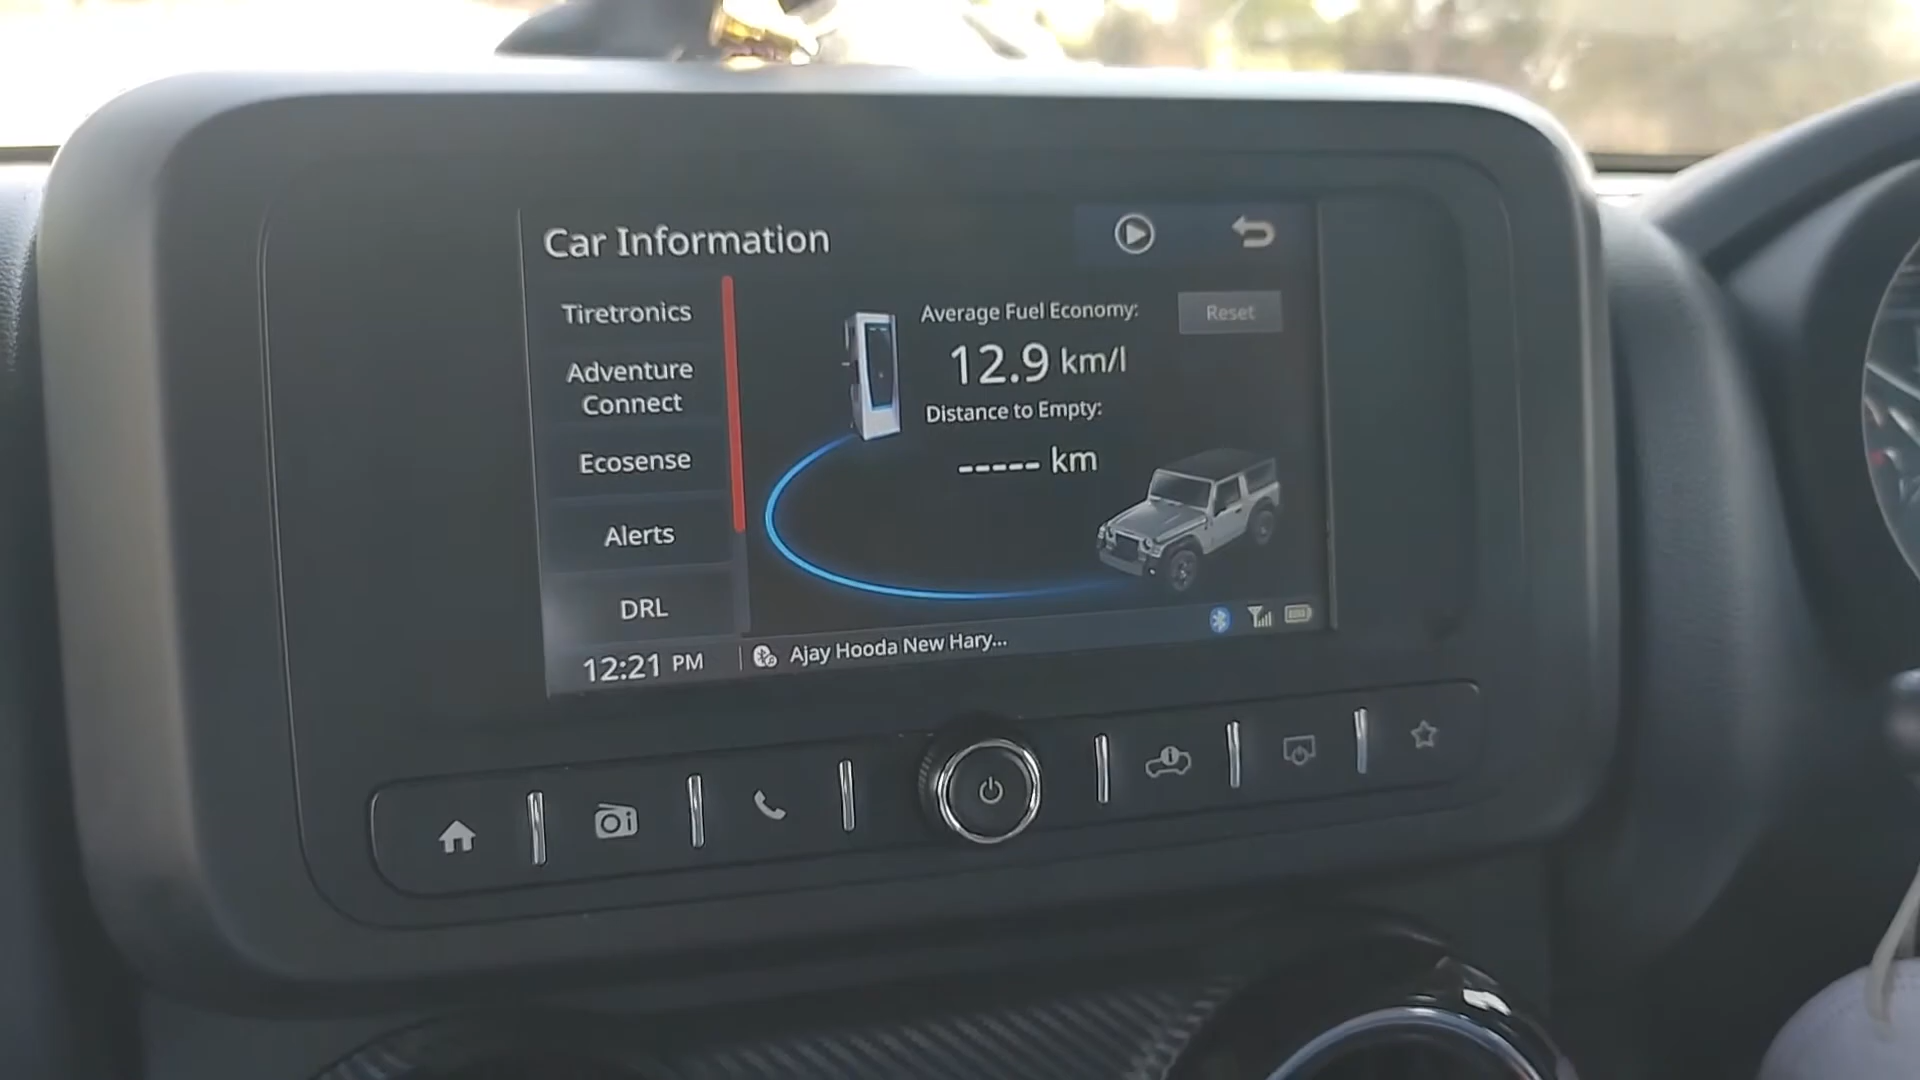 Car Information
Tiretronics
Adventure
Connect
Ecosense
Alerts
DRL
Average Fuel Economy:
Reset
12.9 km/l
Distance to Empty:
----- km
12:21 PM
Ajay Hooda New Hary...